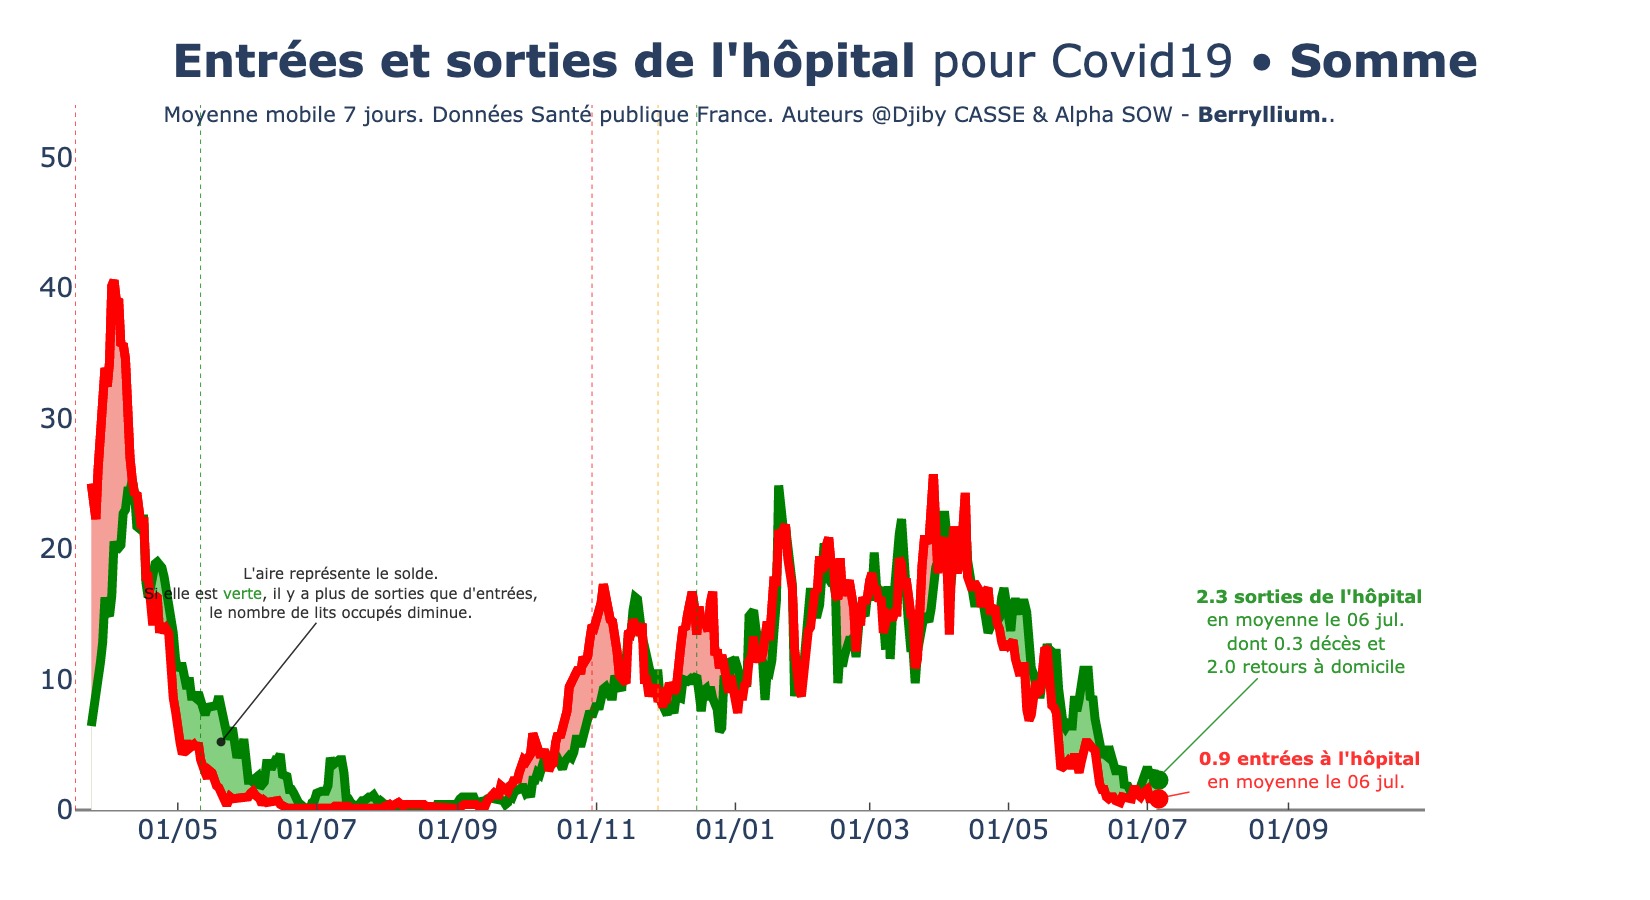 Entrées et sorties de l'hôpital pour Covid19 • Somme
Moyenne mobile 7 jours. Données Santé publique France. Auteurs @Djiby CASSE & Alpha SOW - Berryllium..
50
40
30
20
10
0
L'aire représente le solde.
Si elle est verte, il y a plus de sorties que d'entrées,
le nombre de lits occupés diminue.
2.3 sorties de l'hôpital
en moyenne le 06 jul.
dont 0.3 décès et
2.0 retours à domicile
0.9 entrées à l'hôpital
en moyenne le 06 jul.
01/05 01/07 01/09 01/11 01/01 01/03 01/05 01/07 01/09